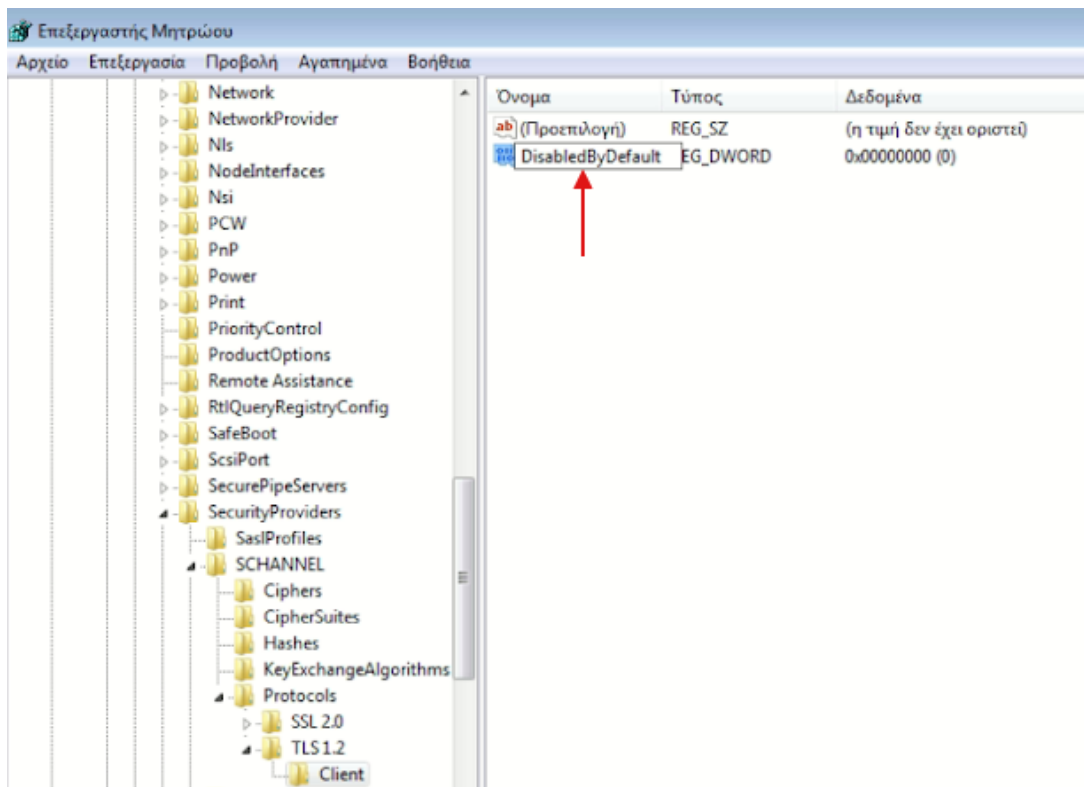 Επεξεργαστής Μητρώου
Αρχείο Επεξεργασία Προβολή Αγαπημένα Βοήθεια
Network
NetworkProvider
Nls
NodeInterfaces
Nsi
PCW
PnP
Power
Print
PriorityControl
ProductOptions
Remote Assistance
RtlQueryRegistryConfig
SafeBoot
ScsiPort
SecurePipeServers
SecurityProviders
SaslProfiles
SCHANNEL
Ciphers
CipherSuites
Hashes
KeyExchangeAlgorithms
Protocols
SSL 2.0
TLS 1.2
Client
Όνομα Τύπος Δεδομένα
ab (Προεπιλογή) REG_SZ (η τιμή δεν έχει οριστεί)
DisabledByDefault EG_DWORD 0x00000000 (0)